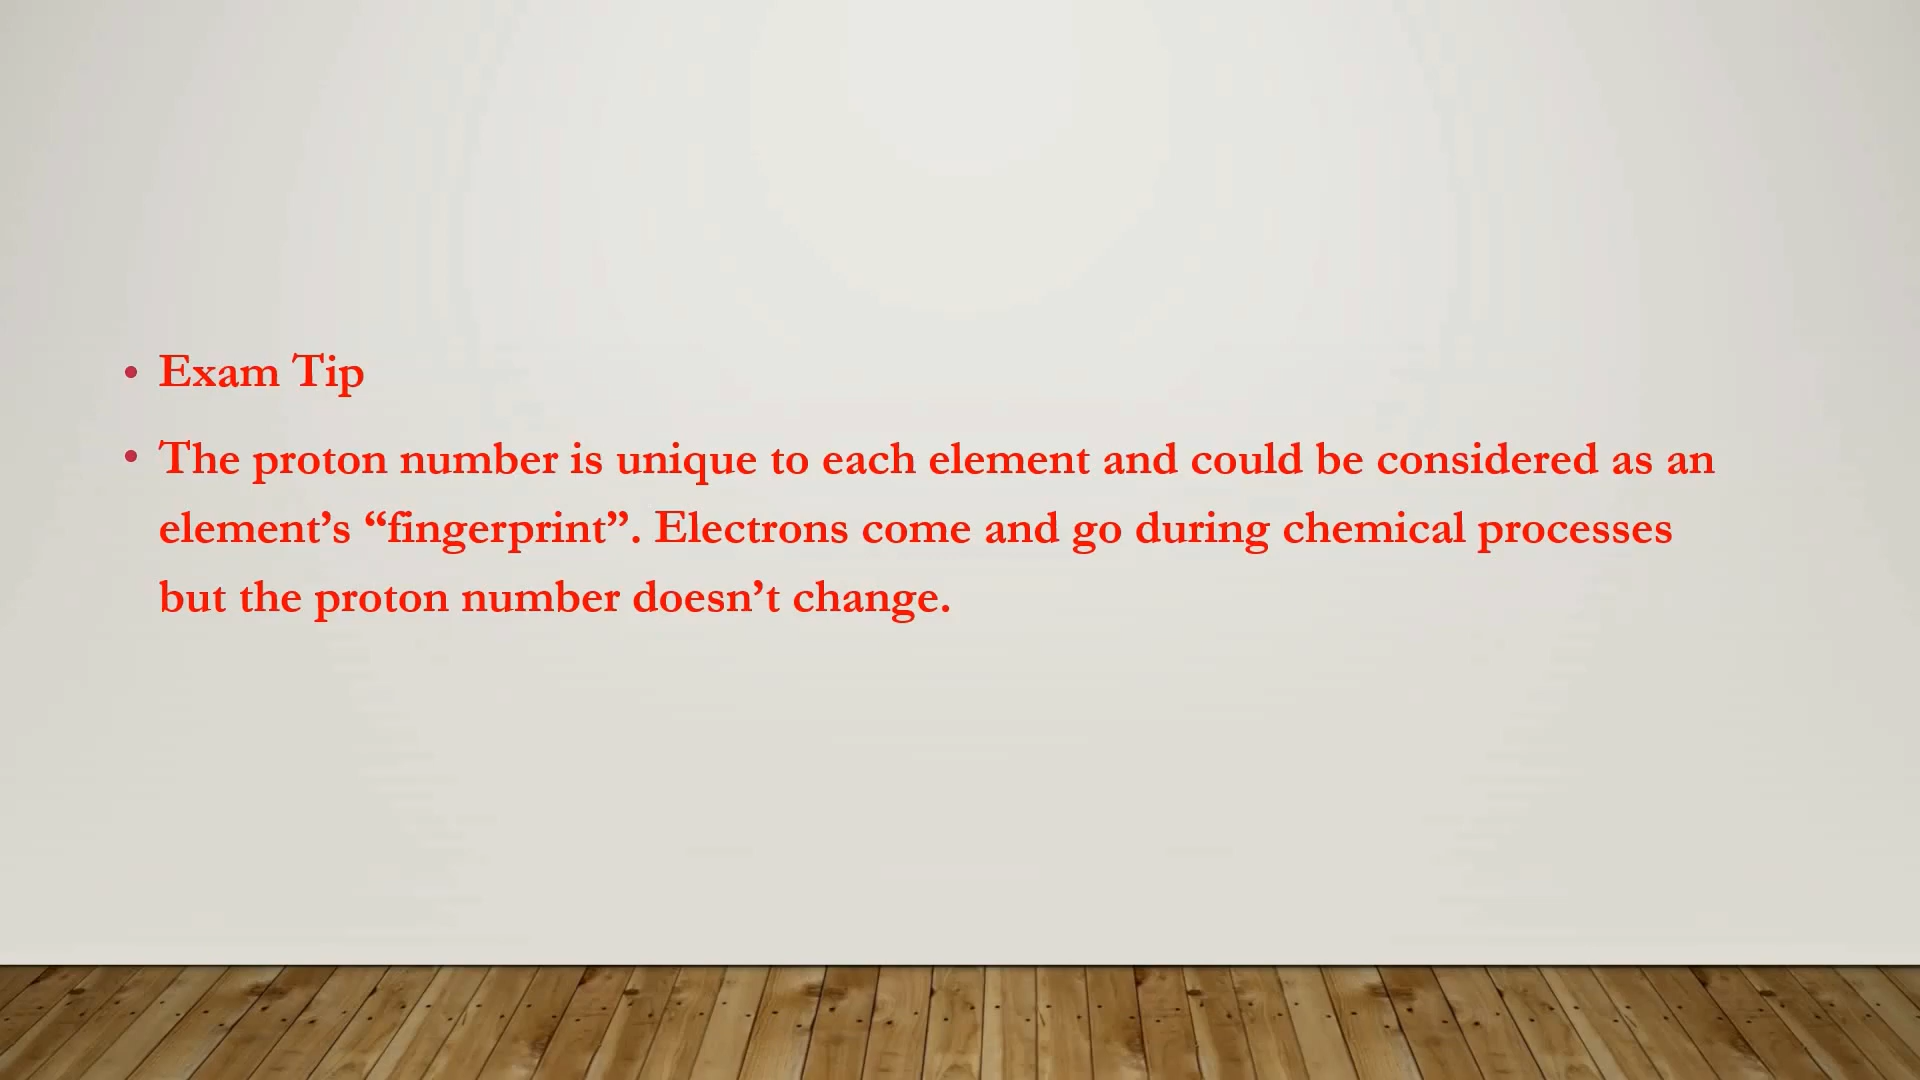 • Exam Tip
• The proton number is unique to each element and could be considered as an
element’s “fingerprint”. Electrons come and go during chemical processes
but the proton number doesn’t change.